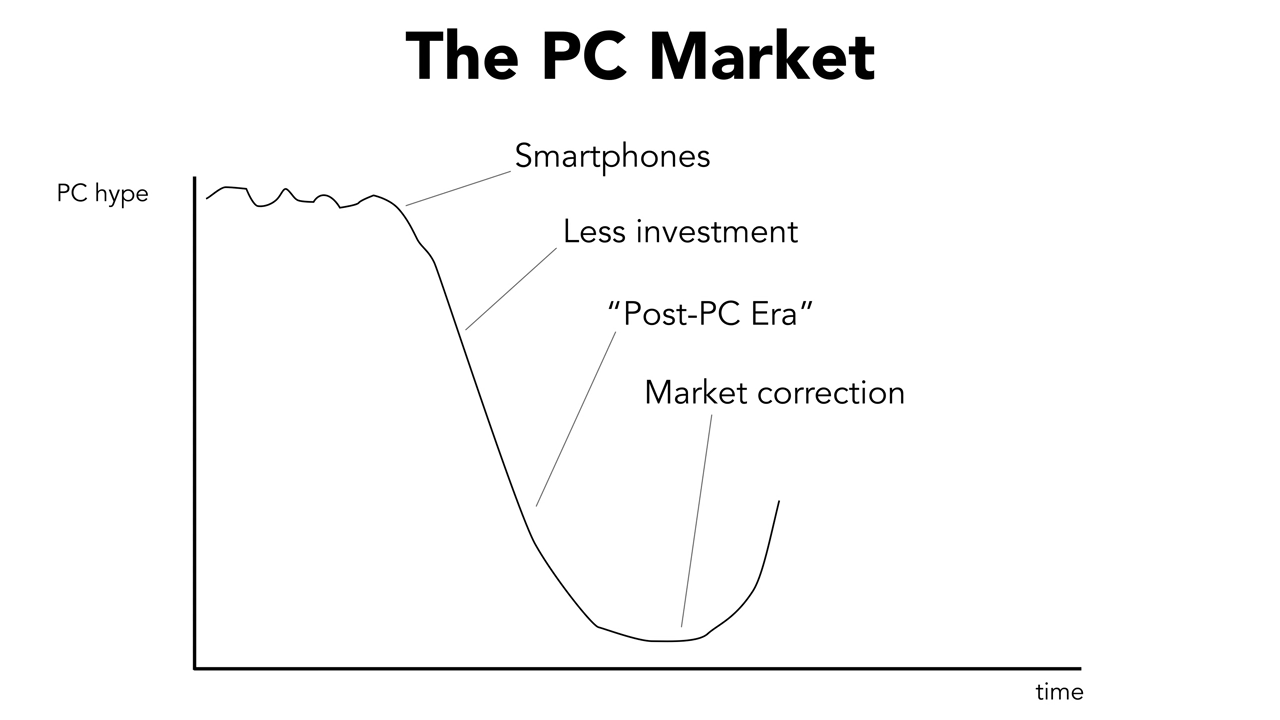 The PC Market
Smartphones
PC hype
Less investment
“Post-PC Era”
Market correction
time